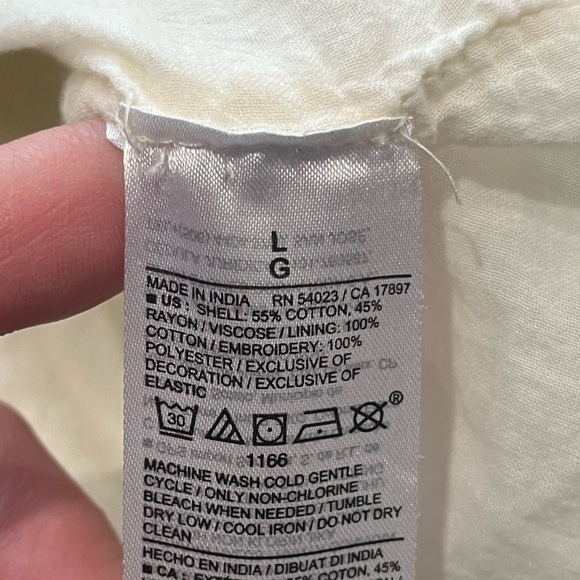 L
G
MADE IN INDIA RN 54023 / CA 17897
■ US: SHELL: 55% COTTON, 45%
RAYON / VISCOSE / LINING: 100%
COTTON / EMBROIDERY: 100%
POLYESTER / EXCLUSIVE OF
DECORATION / EXCLUSIVE OF
ELASTIC
30 ®
1166
MACHINE WASH COLD GENTLE
CYCLE / ONLY NON-CHLORINE
BLEACH WHEN NEEDED / TUMBLE
DRY LOW / COOL IRON / DO NOT DRY
CLEAN
HECHO EN INDIA / DIBUAT DI INDIA
■ CA: 45%